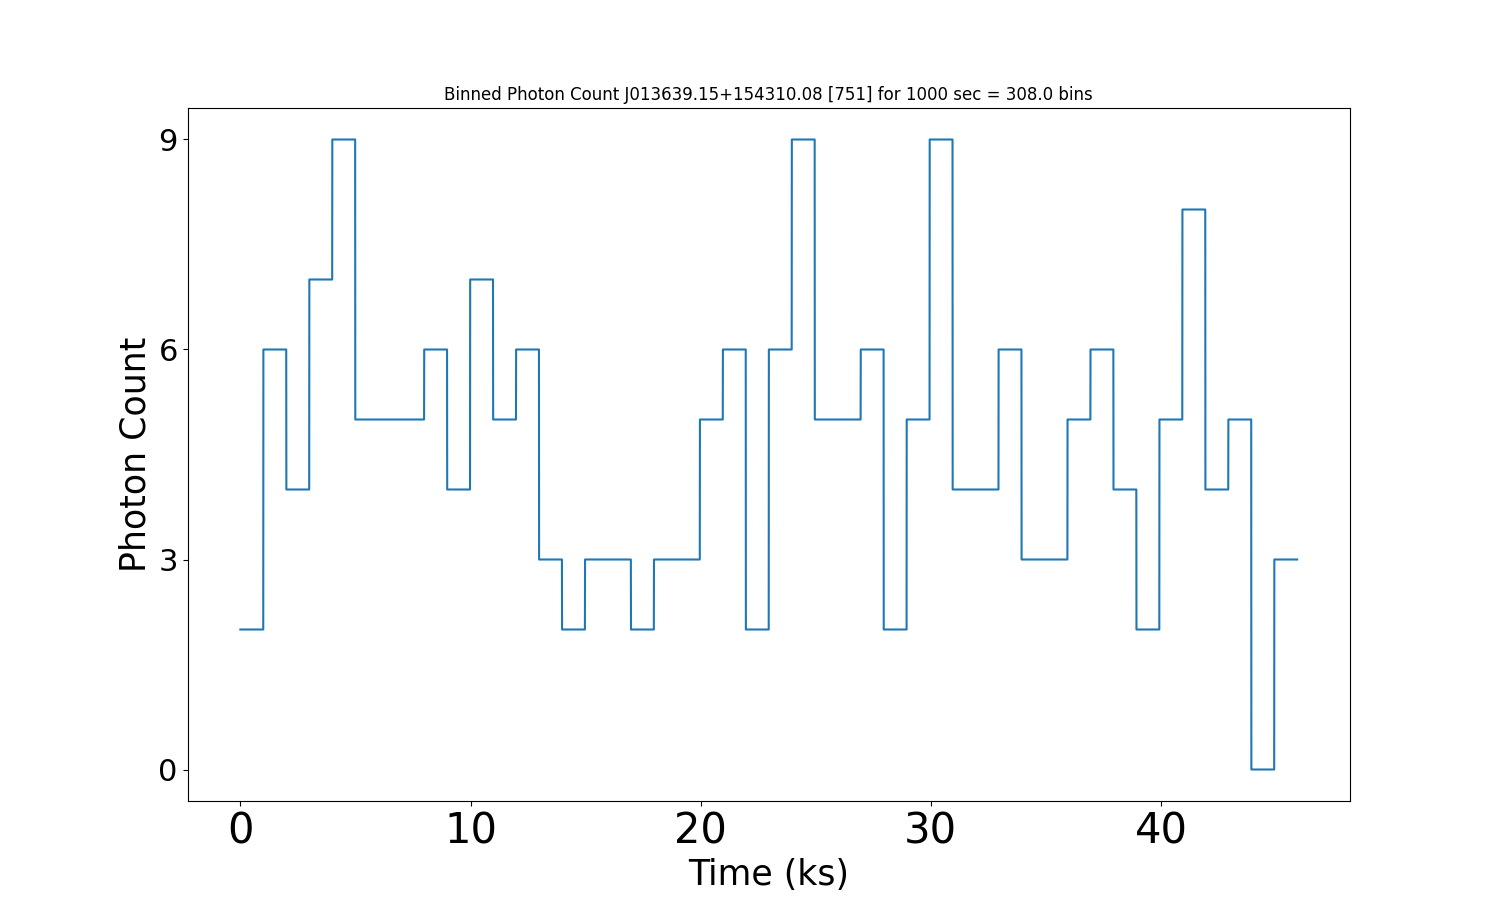 Binned Photon Count J013639.15+154310.08 [751] for 1000 sec = 308.0 bins
9
6
3
0
Photon Count
0 10 20 30 40
Time (ks)